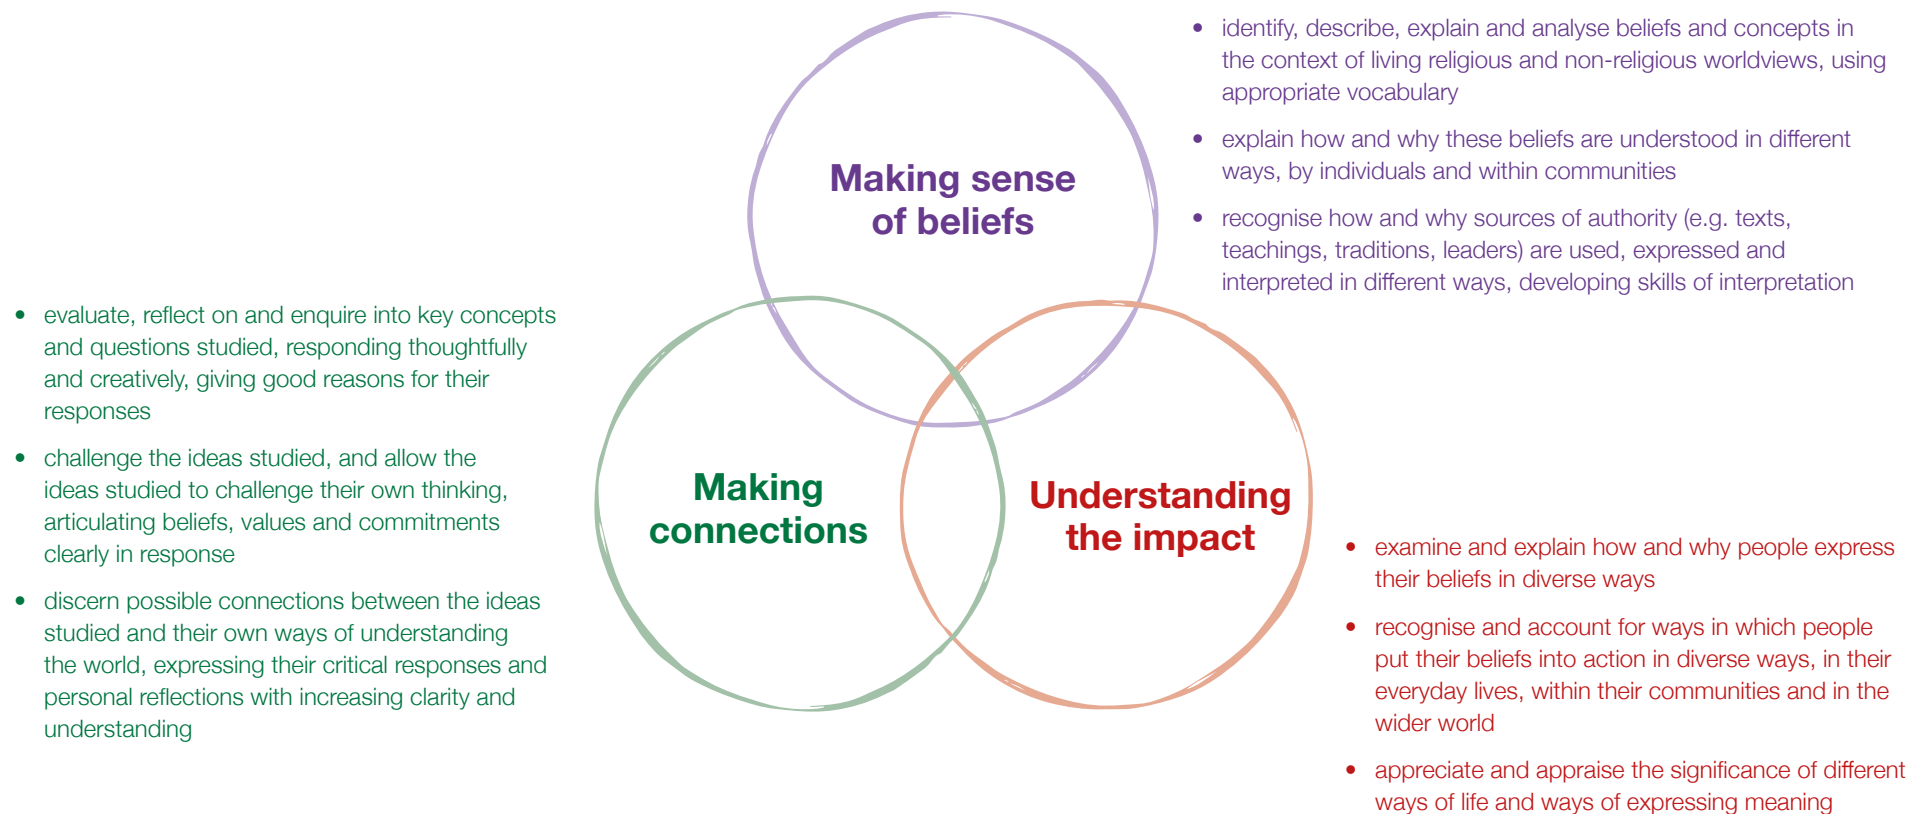 • identify, describe, explain and analyse beliefs and concepts in
the context of living religious and non-religious worldviews, using
appropriate vocabulary
• explain how and why these beliefs are understood in different
ways, by individuals and within communities
• recognise how and why sources of authority (e.g. texts,
teachings, traditions, leaders) are used, expressed and
interpreted in different ways, developing skills of interpretation
Making sense
of beliefs
• evaluate, reflect on and enquire into key concepts
and questions studied, responding thoughtfully
and creatively, giving good reasons for their
responses
• challenge the ideas studied, and allow the
ideas studied to challenge their own thinking,
articulating beliefs, values and commitments
clearly in response
• discern possible connections between the ideas
studied and their own ways of understanding
the world, expressing their critical responses and
personal reflections with increasing clarity and
understanding
Making
connections
Understanding
the impact
• examine and explain how and why people express
their beliefs in diverse ways
• recognise and account for ways in which people
put their beliefs into action in diverse ways, in their
everyday lives, within their communities and in the
wider world
• appreciate and appraise the significance of different
ways of life and ways of expressing meaning